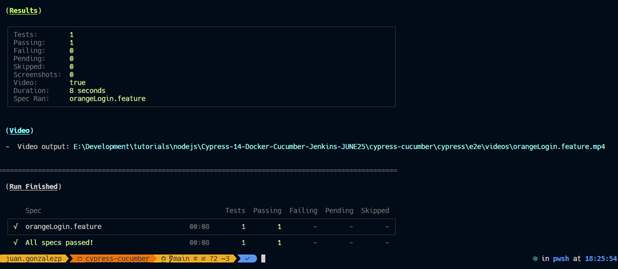 (Results)
Tests: 1
Passing: 1
Failing: 0
Pending: 0
Skipped: 0
Screenshots: 0
Video: true
Duration: 8 seconds
Spec Ran: orangeLogin.feature
(Video)
- Video output: E:\Development\tutorials\nodejs\Cypress-14-Docker-Cucumber-Jenkins-JUNE25\cypress-cucumber\cypress\e2e\videos\orangeLogin.feature.mp4
(Run Finished)
Spec Tests Passing Failing Pending Skipped
√ orangeLogin.feature 00:08 1 1 - - -
√ All specs passed! 00:08 1 1 - - -
juan.gonzalezp cypress-cucumber main ≡ ?2 ~3 ✓ in pwsh at 18:25:54